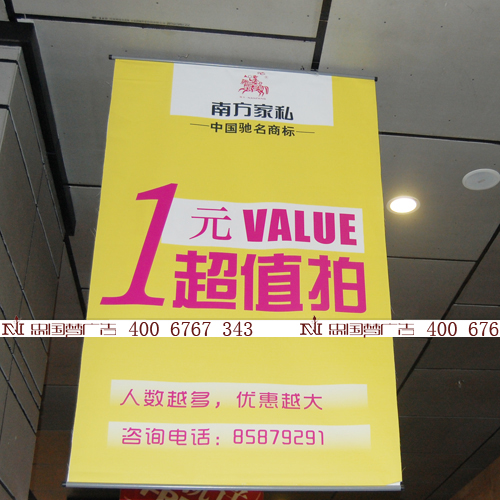 南方家私
中国驰名商标
1元 VALUE
超值拍
400 6767 343
400 676
人数越多，优惠越大
咨询电话：85879291